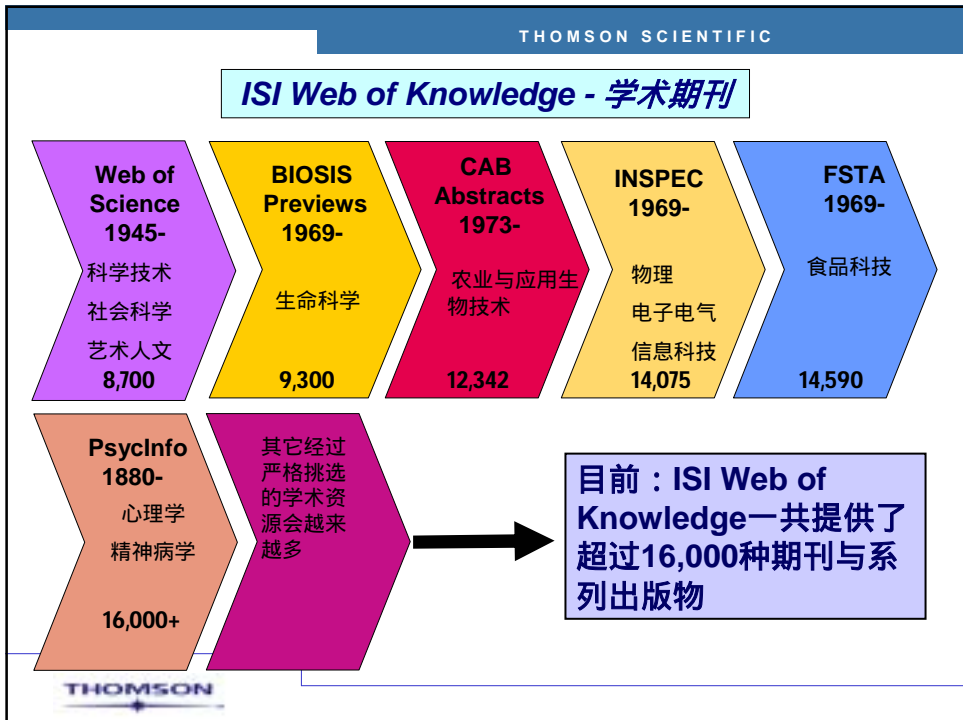 THOMSON SCIENTIFIC
ISI Web of Knowledge - 学术期刊
Web of
Science
1945-
科学技术
社会科学
艺术人文
8,700
BIOSIS
Previews
1969-
生命科学
9,300
CAB
Abstracts
1973-
农业与应用生
物技术
12,342
INSPEC
1969-
物理
电子电气
信息科技
14,075
FSTA
1969-
食品科技
14,590
PsycInfo
1880-
心理学
精神病学
16,000+
其它经过
严格挑选
的学术资
源会越来
越多
目前：ISI Web of
Knowledge一共提供了
超过16,000种期刊与系
列出版物
THOMSON